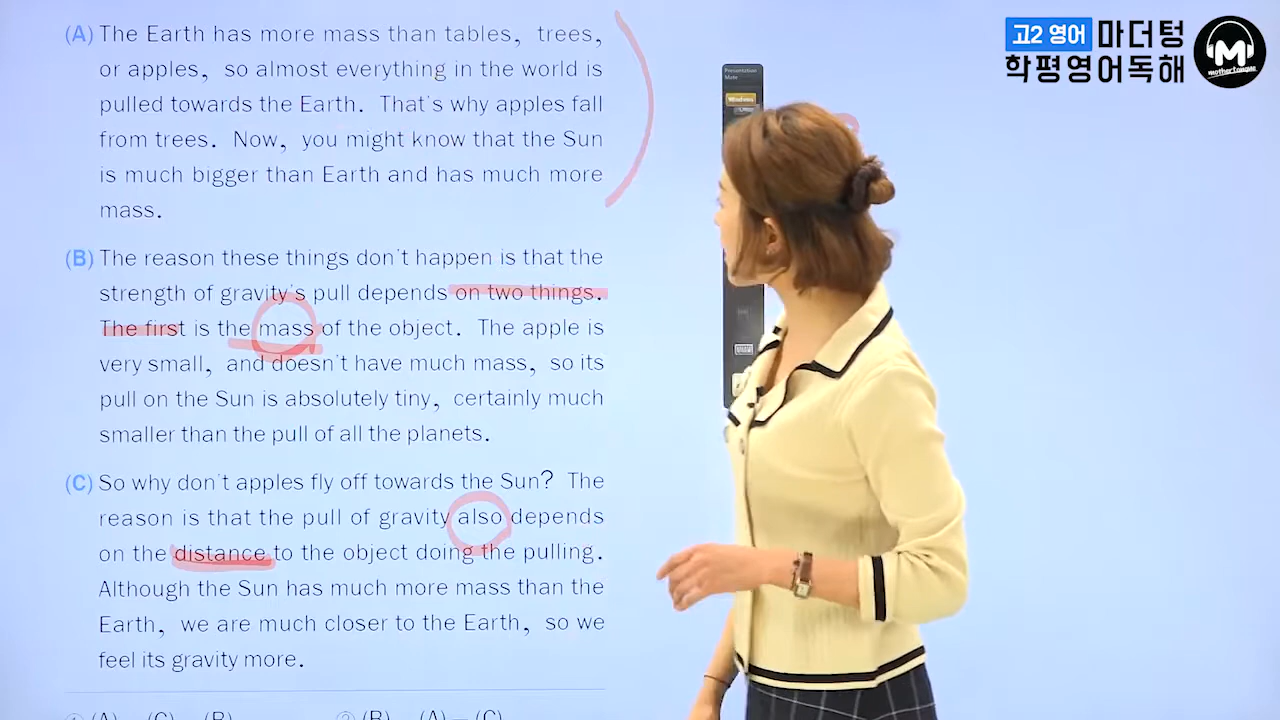 (A) The Earth has more mass than tables, trees,
or apples, so almost everything in the world is
pulled towards the Earth. That's why apples fall
from trees. Now, you might know that the Sun
is much bigger than Earth and has much more
mass.
(B) The reason these things don't happen is that the
strength of gravity's pull depends on two things.
The first is the mass of the object. The apple is
very small, and doesn't have much mass, so its
pull on the Sun is absolutely tiny, certainly much
smaller than the pull of all the planets.
(C) So why don't apples fly off towards the Sun? The
reason is that the pull of gravity also depends
on the distance to the object doing the pulling.
Although the Sun has much more mass than the
Earth, we are much closer to the Earth, so we
feel its gravity more.
고2 영어 마더텅
학평영어독해
M
mothertongue
Presentation
Mute
Windows